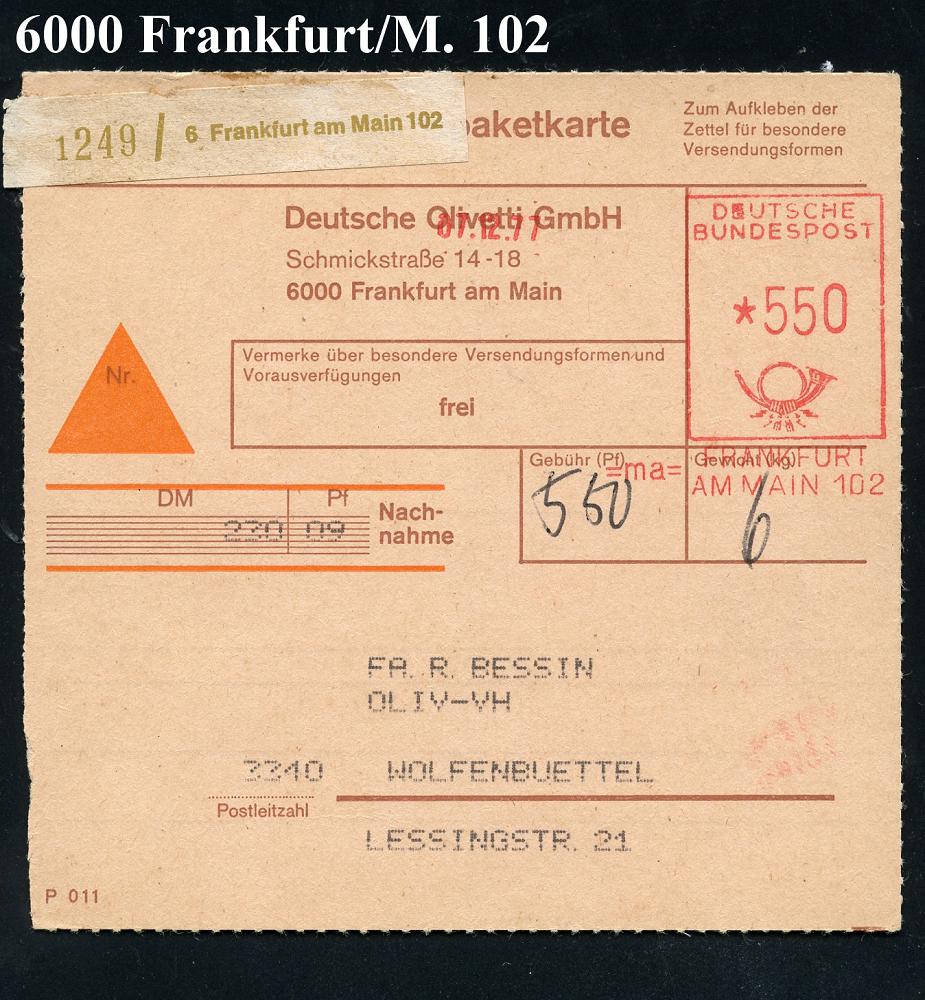 6000 Frankfurt/M. 102
1249 / 6 Frankfurt am Main 102
paketkarte
Zum Aufkleben der
Zettel für besondere
Versendungsformen
Deutsche Olivetti GmbH
07.12.77
Schmickstraße 14-18
6000 Frankfurt am Main
DEUTSCHE
BUNDESPOST
*550
Nr.
Vermerke über besondere Versendungsformen und
Vorausverfügungen
frei
Gebühr (Pf)
550
=ma=
Gewicht (kg)
6
FRANKFURT
AM MAIN 102
DM Pf
230 09
Nach-
nahme
FA. R. BESSIN
OLIV-VH
3340 WOLFENBUETTEL
Postleitzahl
LESSINGSTR. 21
P 011